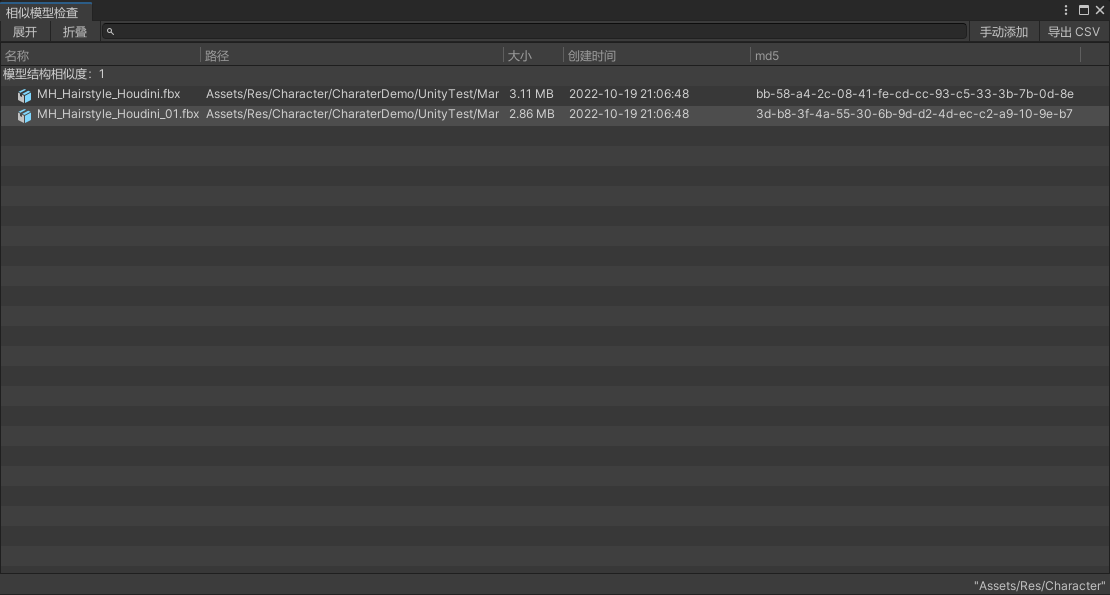 相似模型检查
展开 折叠 手动添加 导出 CSV
名称 路径 大小 创建时间 md5
模型结构相似度：1
MH_Hairstyle_Houdini.fbx Assets/Res/Character/CharaterDemo/UnityTest/Mar 3.11 MB 2022-10-19 21:06:48 bb-58-a4-2c-08-41-fe-cd-cc-93-c5-33-3b-7b-0d-8e
MH_Hairstyle_Houdini_01.fbx Assets/Res/Character/CharaterDemo/UnityTest/Mar 2.86 MB 2022-10-19 21:06:48 3d-b8-3f-4a-55-30-6b-9d-d2-4d-ec-c2-a9-10-9e-b7
"Assets/Res/Character"